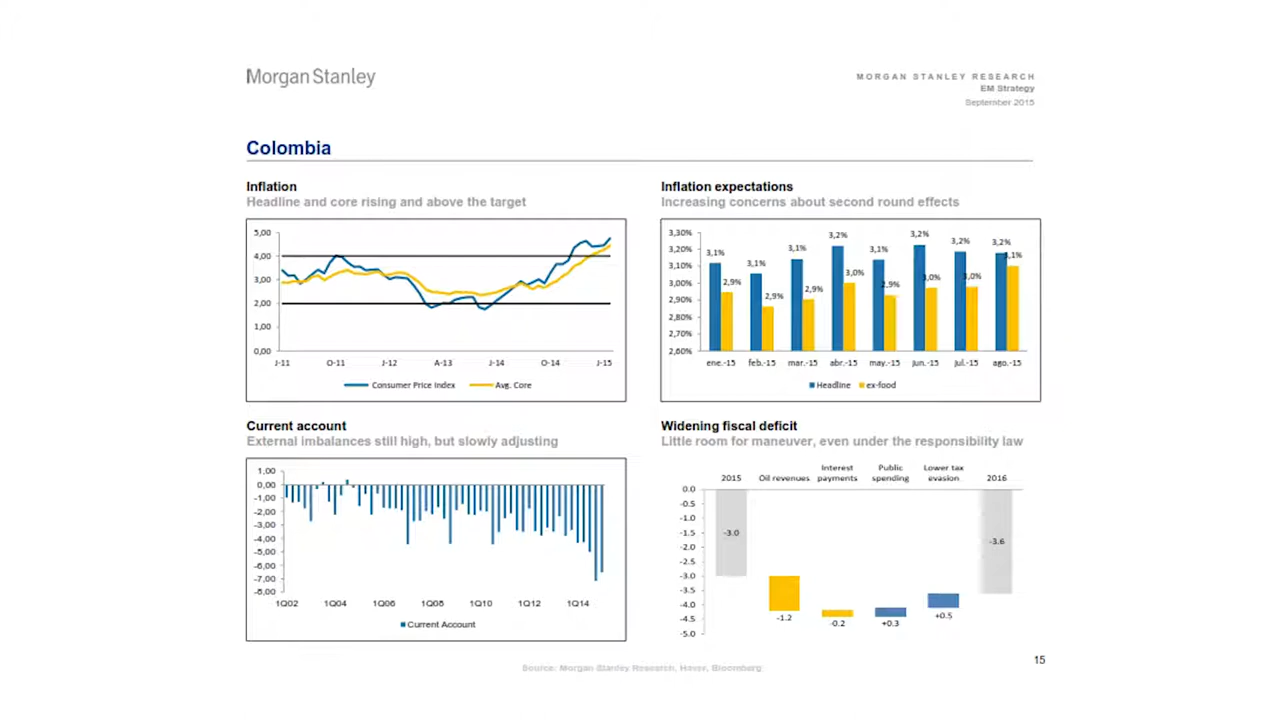 Morgan Stanley
MORGAN STANLEY RESEARCH
EM Strategy
September 2015
Colombia
Inflation
Headline and core rising and above the target
5,00
4,00
3,00
2,00
1,00
0,00
J-11 O-11 J-12 A-13 J-14 O-14 J-15
Consumer Price Index Avg. Core
Inflation expectations
Increasing concerns about second round effects
3,30%
3,20%
3,10%
3,00%
2,90%
2,80%
2,70%
2,60%
3,1% 3,1% 3,1% 3,2% 3,1% 3,2% 3,2% 3,2%
2,9% 2,9% 2,9% 3,0% 2,9% 3,0% 3,0% 3,1%
ene.-15 feb.-15 mar.-15 abr.-15 may.-15 jun.-15 jul.-15 ago.-15
Headline ex-food
Current account
External imbalances still high, but slowly adjusting
1,00
0,00
-1,00
-2,00
-3,00
-4,00
-5,00
-6,00
-7,00
-8,00
1Q02 1Q04 1Q06 1Q08 1Q10 1Q12 1Q14
Current Account
Widening fiscal deficit
Little room for maneuver, even under the responsibility law
2015 Oil revenues Interest payments Public spending Lower tax evasion 2016
0.0
-0.5
-1.0
-1.5
-2.0
-2.5
-3.0
-3.5
-4.0
-4.5
-5.0
-3.0
-1.2
-0.2
+0.3
+0.5
-3.6
15
Source: Morgan Stanley Research, Haver, Bloomberg